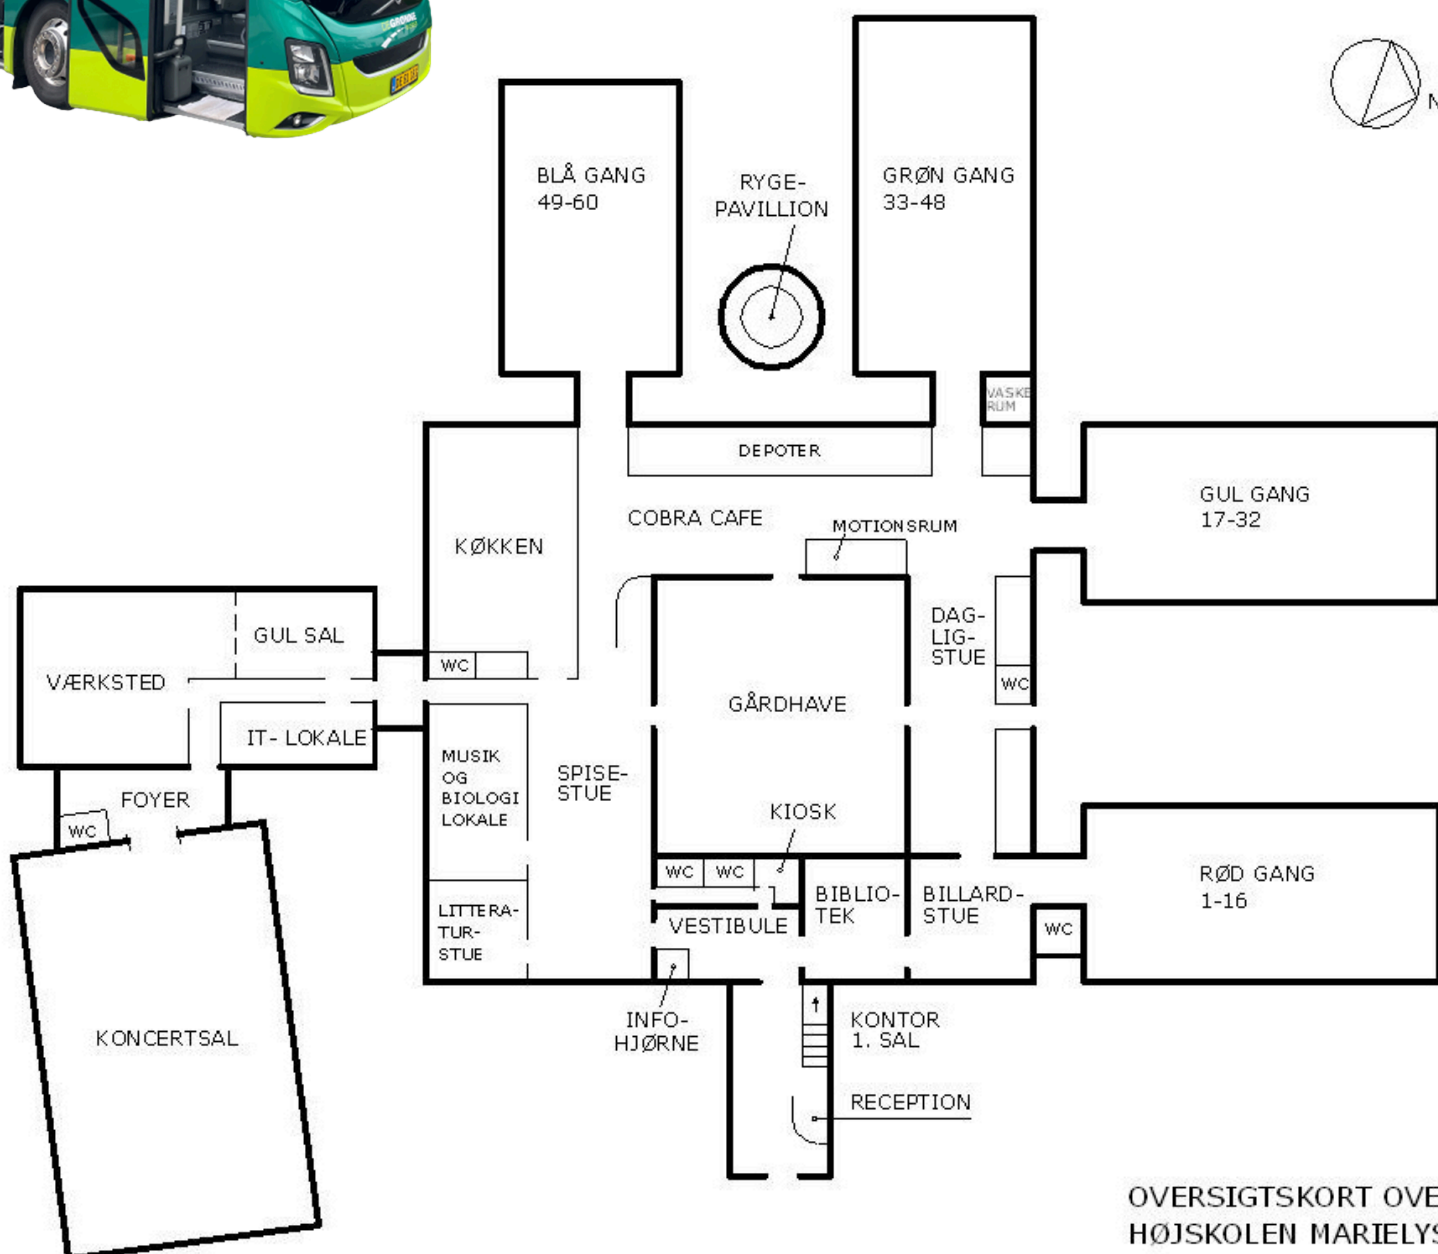 DEGRØNNE
N
BLÅ GANG
49-60
RYGE-
PAVILLION
GRØN GANG
33-48
VASKE
RUM
DEPOTER
GUL GANG
17-32
COBRA CAFE
MOTIONSRUM
KØKKEN
DAG-
LIG-
STUE
GUL SAL
WC
VÆRKSTED
WC
GÅRDHAVE
IT- LOKALE
MUSIK
OG
BIOLOGI
LOKALE
SPISE-
STUE
FOYER
WC
KIOSK
WC
WC
BIBLIO-
TEK
BILLARD-
STUE
RØD GANG
1-16
LITTERA-
TUR-
STUE
VESTIBULE
WC
INFO-
HJØRNE
KONTOR
1. SAL
KONCERTSAL
RECEPTION
OVERSIGTSKORT OVE
HØJSKOLEN MARIELYS